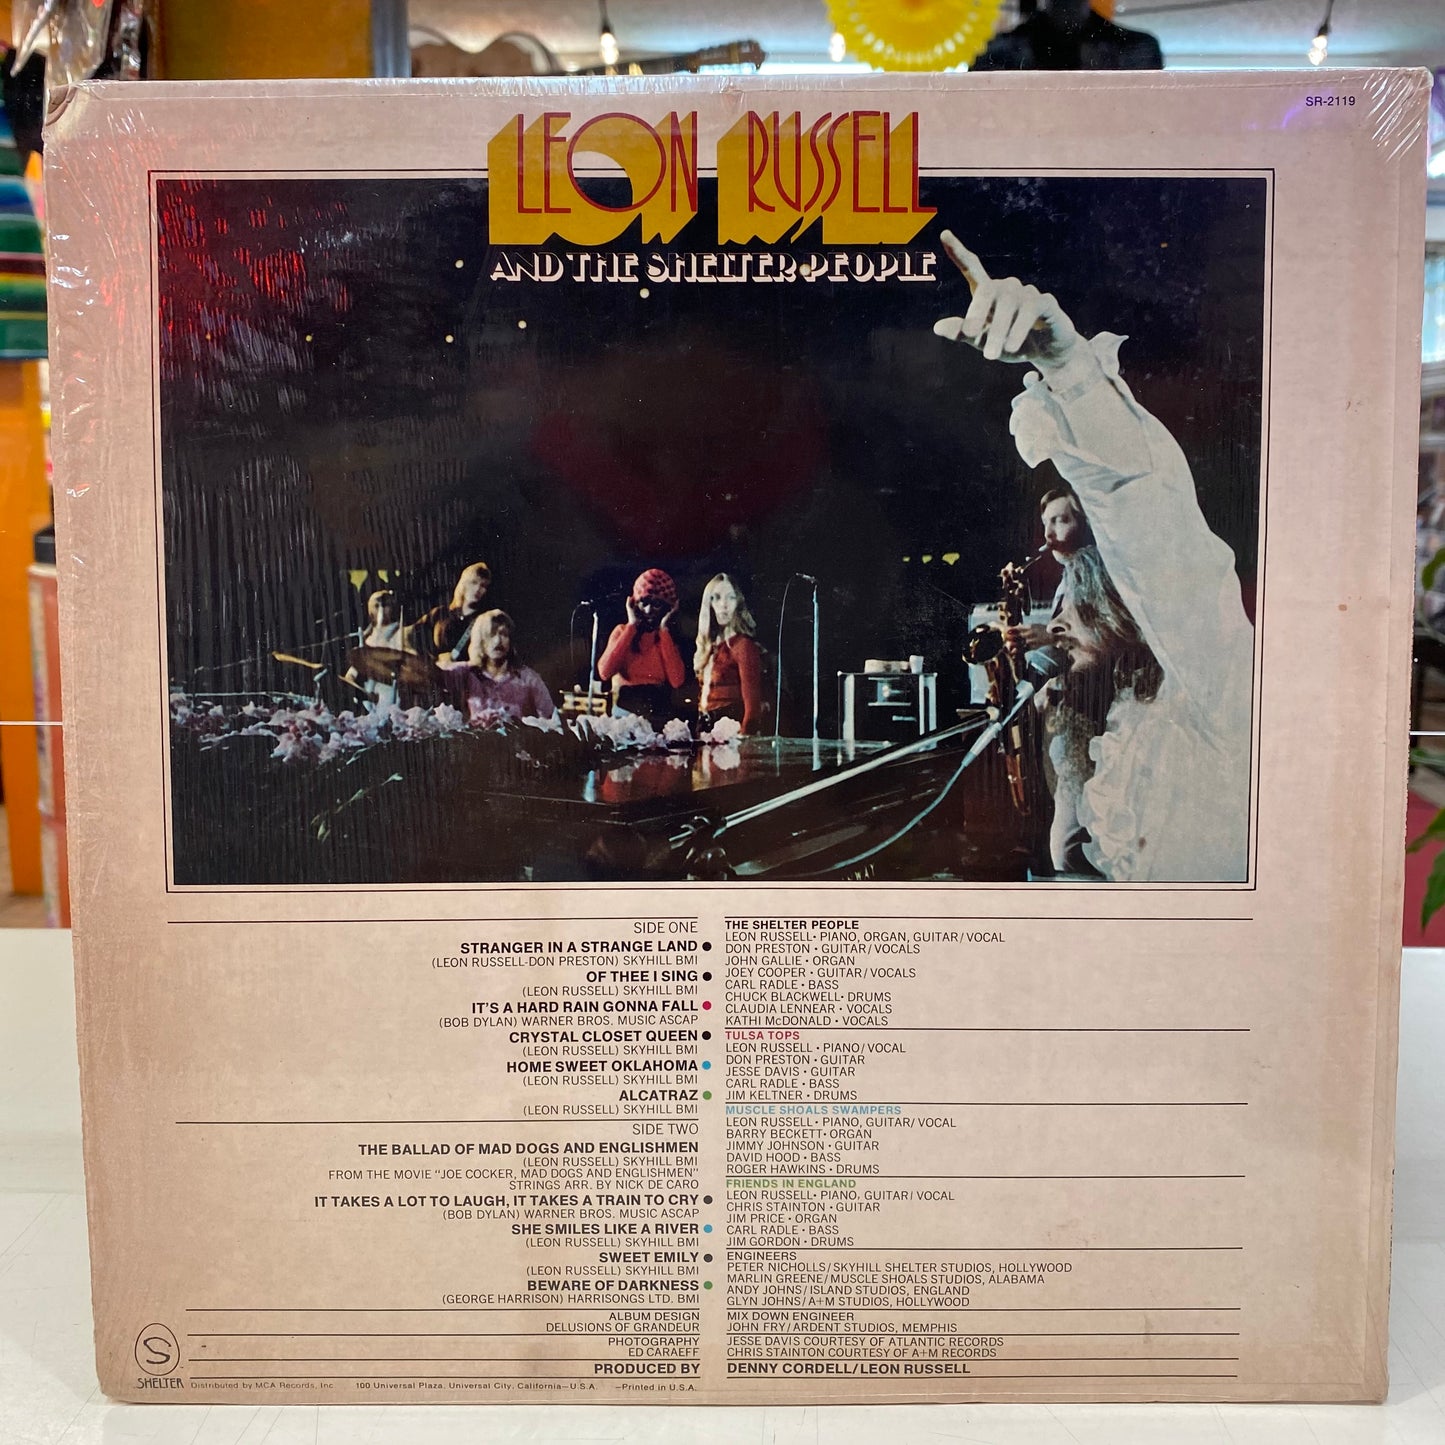 SR-2119
LEON RUSSELL
AND THE SHELTER PEOPLE
SIDE ONE
STRANGER IN A STRANGE LAND
(LEON RUSSELL-DON PRESTON) SKYHILL BMI
OF THEE I SING
(LEON RUSSELL) SKYHILL BMI
IT'S A HARD RAIN GONNA FALL
(BOB DYLAN) WARNER BROS. MUSIC ASCAP
CRYSTAL CLOSET QUEEN
(LEON RUSSELL) SKYHILL BMI
HOME SWEET OKLAHOMA
(LEON RUSSELL) SKYHILL BMI
ALCATRAZ
(LEON RUSSELL) SKYHILL BMI
SIDE TWO
THE BALLAD OF MAD DOGS AND ENGLISHMEN
(LEON RUSSELL) SKYHILL BMI
FROM THE MOVIE "JOE COCKER, MAD DOGS AND ENGLISHMEN"
STRINGS ARR. BY NICK DE CARO
IT TAKES A LOT TO LAUGH, IT TAKES A TRAIN TO CRY
(BOB DYLAN) WARNER BROS. MUSIC ASCAP
SHE SMILES LIKE A RIVER
(LEON RUSSELL) SKYHILL BMI
SWEET EMILY
(LEON RUSSELL) SKYHILL BMI
BEWARE OF DARKNESS
(GEORGE HARRISON) HARRISONGS LTD. BMI
ALBUM DESIGN
DELUSIONS OF GRANDEUR
PHOTOGRAPHY
ED CARAEFF
PRODUCED BY
THE SHELTER PEOPLE
LEON RUSSELL • PIANO, ORGAN, GUITAR/VOCAL
DON PRESTON • GUITAR/VOCALS
JOHN GALLIE • ORGAN
JOEY COOPER • GUITAR/VOCALS
CARL RADLE • BASS
CHUCK BLACKWELL • DRUMS
CLAUDIA LENNEAR • VOCALS
KATHI McDONALD • VOCALS
TULSA TOPS
LEON RUSSELL • PIANO/VOCAL
DON PRESTON • GUITAR
JESSE DAVIS • GUITAR
CARL RADLE • BASS
JIM KELTNER • DRUMS
MUSCLE SHOALS SWAMPERS
LEON RUSSELL • PIANO, GUITAR/VOCAL
BARRY BECKETT • ORGAN
JIMMY JOHNSON • GUITAR
DAVID HOOD • BASS
ROGER HAWKINS • DRUMS
FRIENDS IN ENGLAND
LEON RUSSELL • PIANO, GUITAR/VOCAL
CHRIS STAINTON • GUITAR
JIM PRICE • ORGAN
CARL RADLE • BASS
JIM GORDON • DRUMS
ENGINEERS
PETER NICHOLLS/SKYHILL SHELTER STUDIOS, HOLLYWOOD
MARLIN GREENE/MUSCLE SHOALS STUDIOS, ALABAMA
ANDY JOHNS/ISLAND STUDIOS, ENGLAND
GLYN JOHNS/A+M STUDIOS, HOLLYWOOD
MIX DOWN ENGINEER
JOHN FRY/ARDENT STUDIOS, MEMPHIS
JESSE DAVIS COURTESY OF ATLANTIC RECORDS
CHRIS STAINTON COURTESY OF A+M RECORDS
DENNY CORDELL/LEON RUSSELL
S
SHELTER
Distributed by MCA Records, Inc. 100 Universal Plaza, Universal City, California—U.S.A. —Printed in U.S.A.